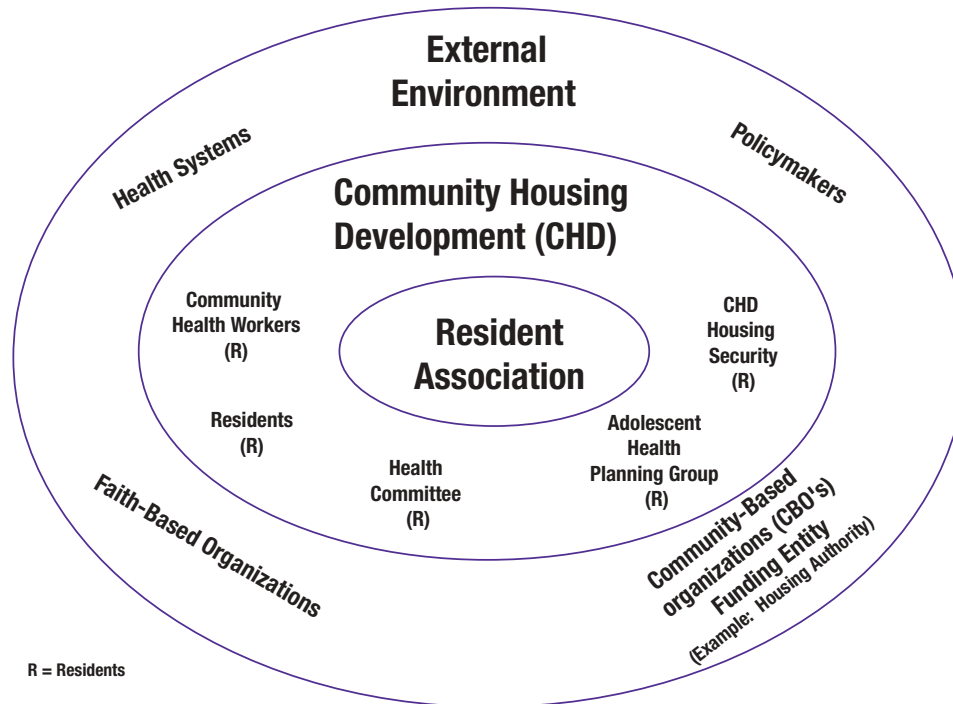 External
Environment
Health Systems
Policymakers
Community Housing
Development (CHD)
Community
Health Workers
(R)
CHD
Housing
Security
(R)
Resident
Association
Residents
(R)
Health
Committee
(R)
Adolescent
Health
Planning Group
(R)
Faith-Based Organizations
Community-Based
organizations (CBO's)
Funding Entity
(Example: Housing Authority)
R = Residents